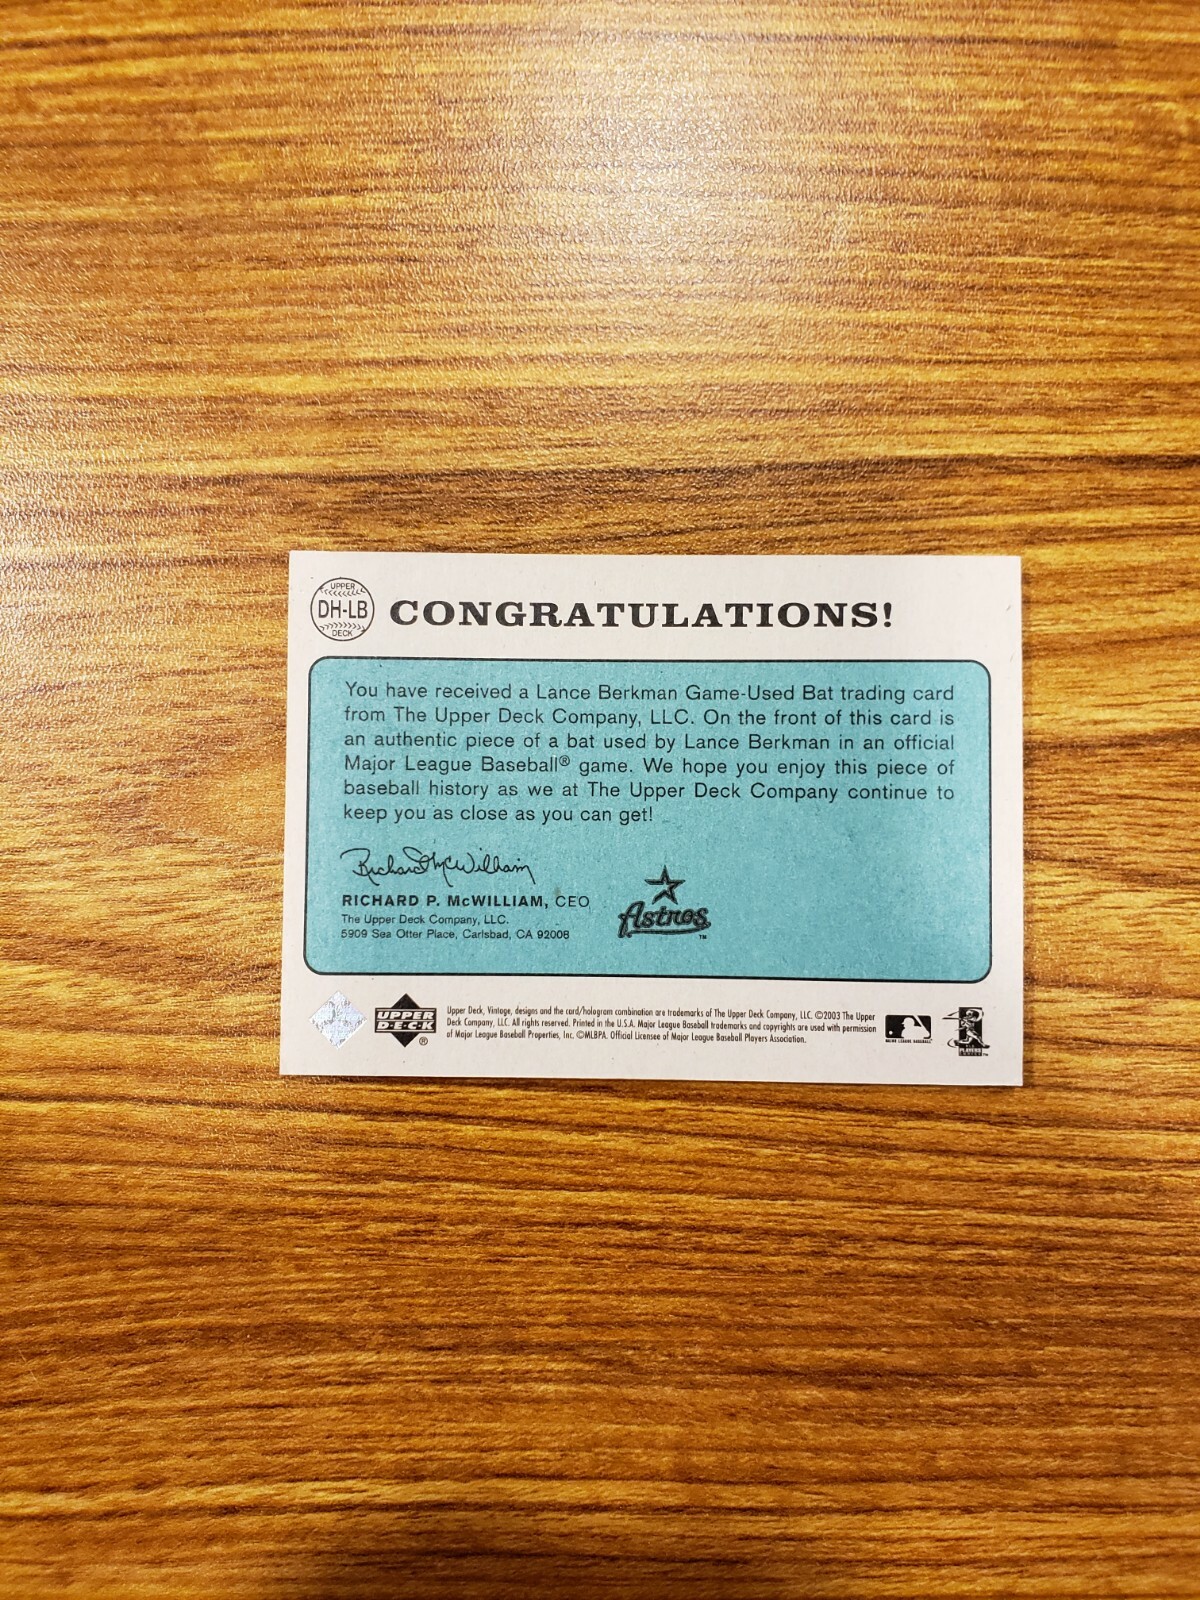 UPPER
DH-LB
DECK
CONGRATULATIONS!
You have received a Lance Berkman Game-Used Bat trading card
from The Upper Deck Company, LLC. On the front of this card is
an authentic piece of a bat used by Lance Berkman in an official
Major League Baseball® game. We hope you enjoy this piece of
baseball history as we at The Upper Deck Company continue to
keep you as close as you can get!
Richard McWilliam
RICHARD P. McWILLIAM, CEO
The Upper Deck Company, LLC.
5909 Sea Otter Place, Carlsbad, CA 92008
Astros
™
UPPER
D·E·C·K
®
Upper Deck, Vintage, designs and the card/hologram combination are trademarks of The Upper Deck Company, LLC. ©2003 The Upper
Deck Company, LLC. All rights reserved. Printed in the U.S.A. Major League Baseball trademarks and copyrights are used with permission
of Major League Baseball Properties, Inc. ©MLBPA. Official Licensee of Major League Baseball Players Association.
MAJOR LEAGUE BASEBALL
PLAYERS